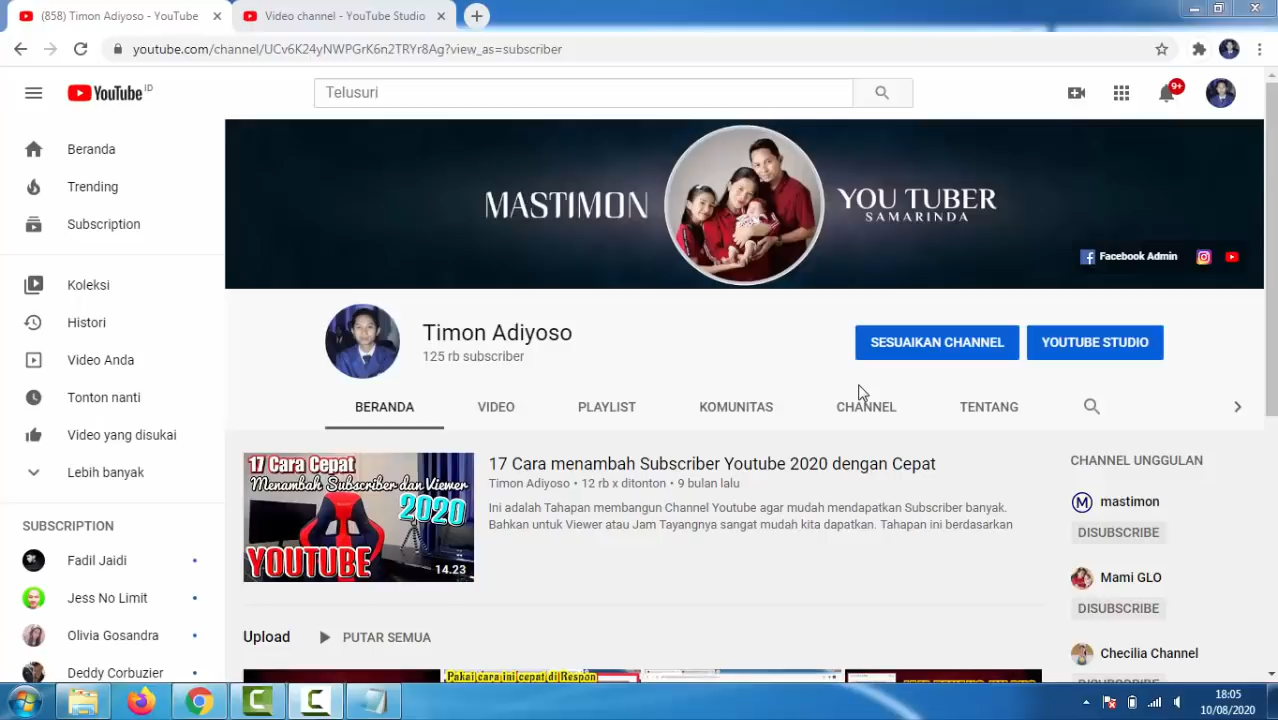 (858) Timon Adiyoso - YouTube
Video channel - YouTube Studio
youtube.com/channel/UCv6K24yNWPGrK6n2TRYr8Ag?view_as=subscriber
YouTube ID
Telusuri
9+
Beranda
Trending
Subscription
Koleksi
Histori
Video Anda
Tonton nanti
Video yang disukai
Lebih banyak
SUBSCRIPTION
Fadil Jaidi
Jess No Limit
Olivia Gosandra
Deddy Corbuzier
MASTIMON
YOU TUBER
SAMARINDA
Facebook Admin
Timon Adiyoso
125 rb subscriber
SESUAIKAN CHANNEL
YOUTUBE STUDIO
BERANDA
VIDEO
PLAYLIST
KOMUNITAS
CHANNEL
TENTANG
17 Cara Cepat
Menambah Subscriber dan Viewer
2020
YOUTUBE
14.23
17 Cara menambah Subscriber Youtube 2020 dengan Cepat
Timon Adiyoso • 12 rb x ditonton • 9 bulan lalu
Ini adalah Tahapan membangun Channel Youtube agar mudah mendapatkan Subscriber banyak.
Bahkan untuk Viewer atau Jam Tayangnya sangat mudah kita dapatkan. Tahapan ini berdasarkan
CHANNEL UNGGULAN
M
mastimon
DISUBSCRIBE
Mami GLO
DISUBSCRIBE
Checilia Channel
Upload
PUTAR SEMUA
Pakai cara ini cepat di Respon
18:05
10/08/2020